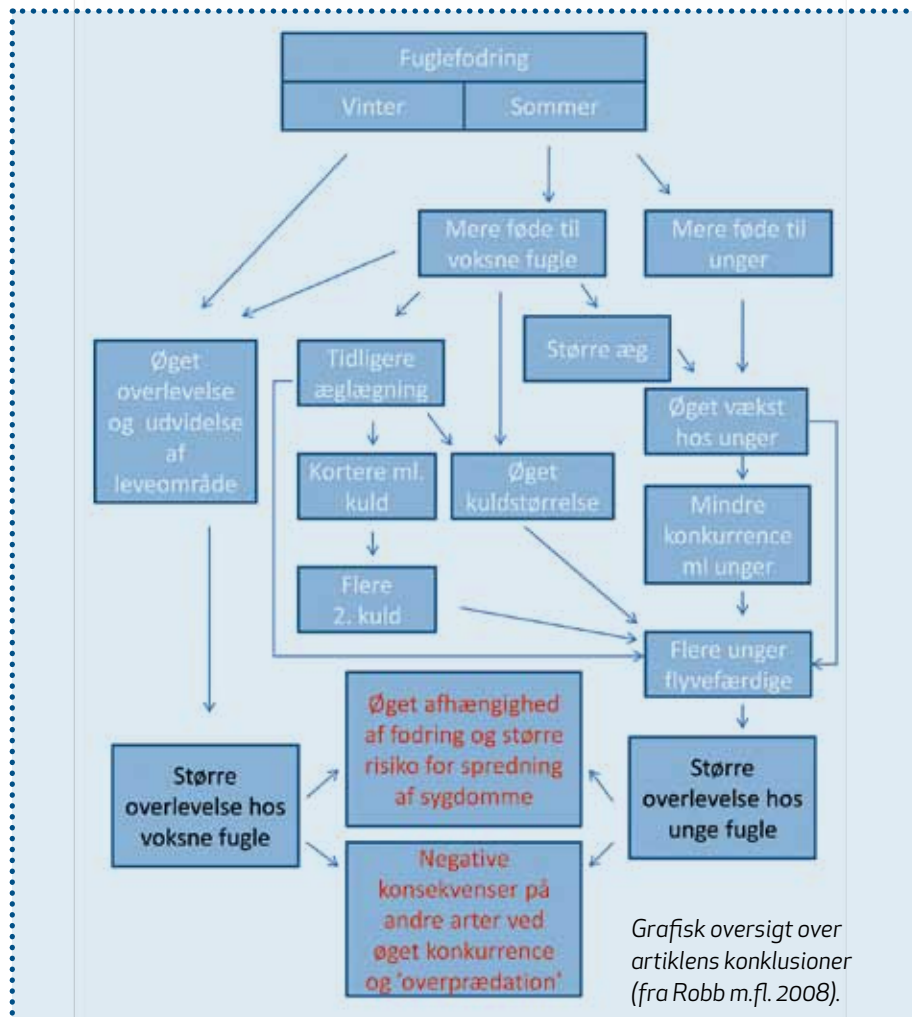 Fuglefodring
Vinter
Sommer
Mere føde til
voksne fugle
Mere føde til
unger
Øget
overlevelse
og udvidelse
af
leveområde
Tidligere
æglægning
Større æg
Øget vækst
hos unger
Kortere ml.
kuld
Øget
kuldstørrelse
Mindre
konkurrence
ml unger
Flere
2. kuld
Flere unger
flyvefærdige
Øget afhængighed
af fodring og større
risiko for spredning
af sygdomme
Større
overlevelse hos
voksne fugle
Større
overlevelse hos
unge fugle
Negative
konsekvenser på
andre arter ved
øget konkurrence
og 'overprædation'
Grafisk oversigt over
artiklens konklusioner
(fra Robb m.fl. 2008).